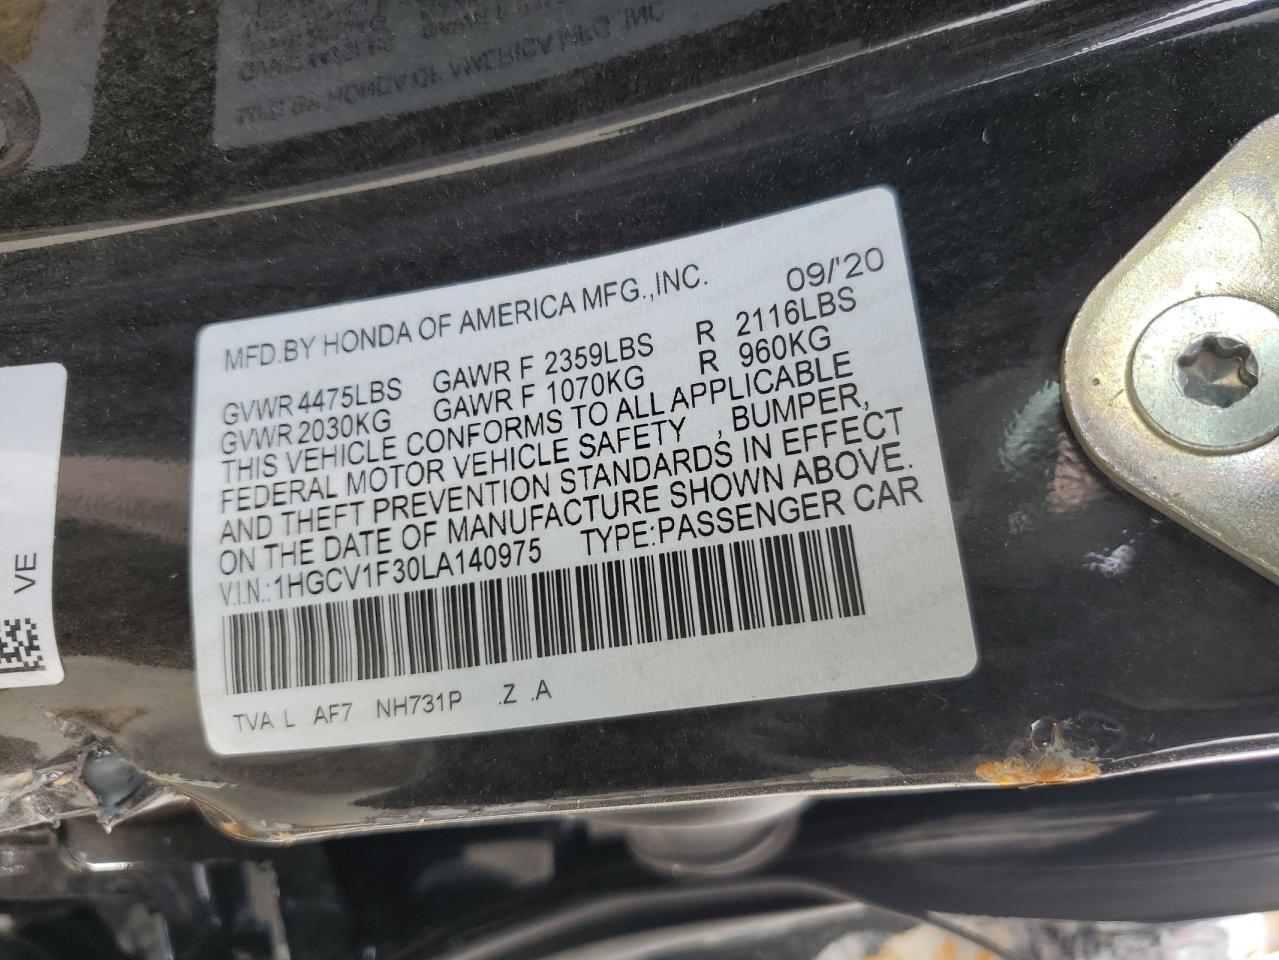 MFD.BY HONDA OF AMERICA MFG.,INC. 09/'20
GVWR 4475LBS GAWR F 2359LBS R 2116LBS
GVWR 2030KG GAWR F 1070KG R 960KG
THIS VEHICLE CONFORMS TO ALL APPLICABLE
FEDERAL MOTOR VEHICLE SAFETY , BUMPER,
AND THEFT PREVENTION STANDARDS IN EFFECT
ON THE DATE OF MANUFACTURE SHOWN ABOVE.
V.I.N.:1HGCV1F30LA140975 TYPE:PASSENGER CAR
TVA L AF7 NH731P .Z .A
VE